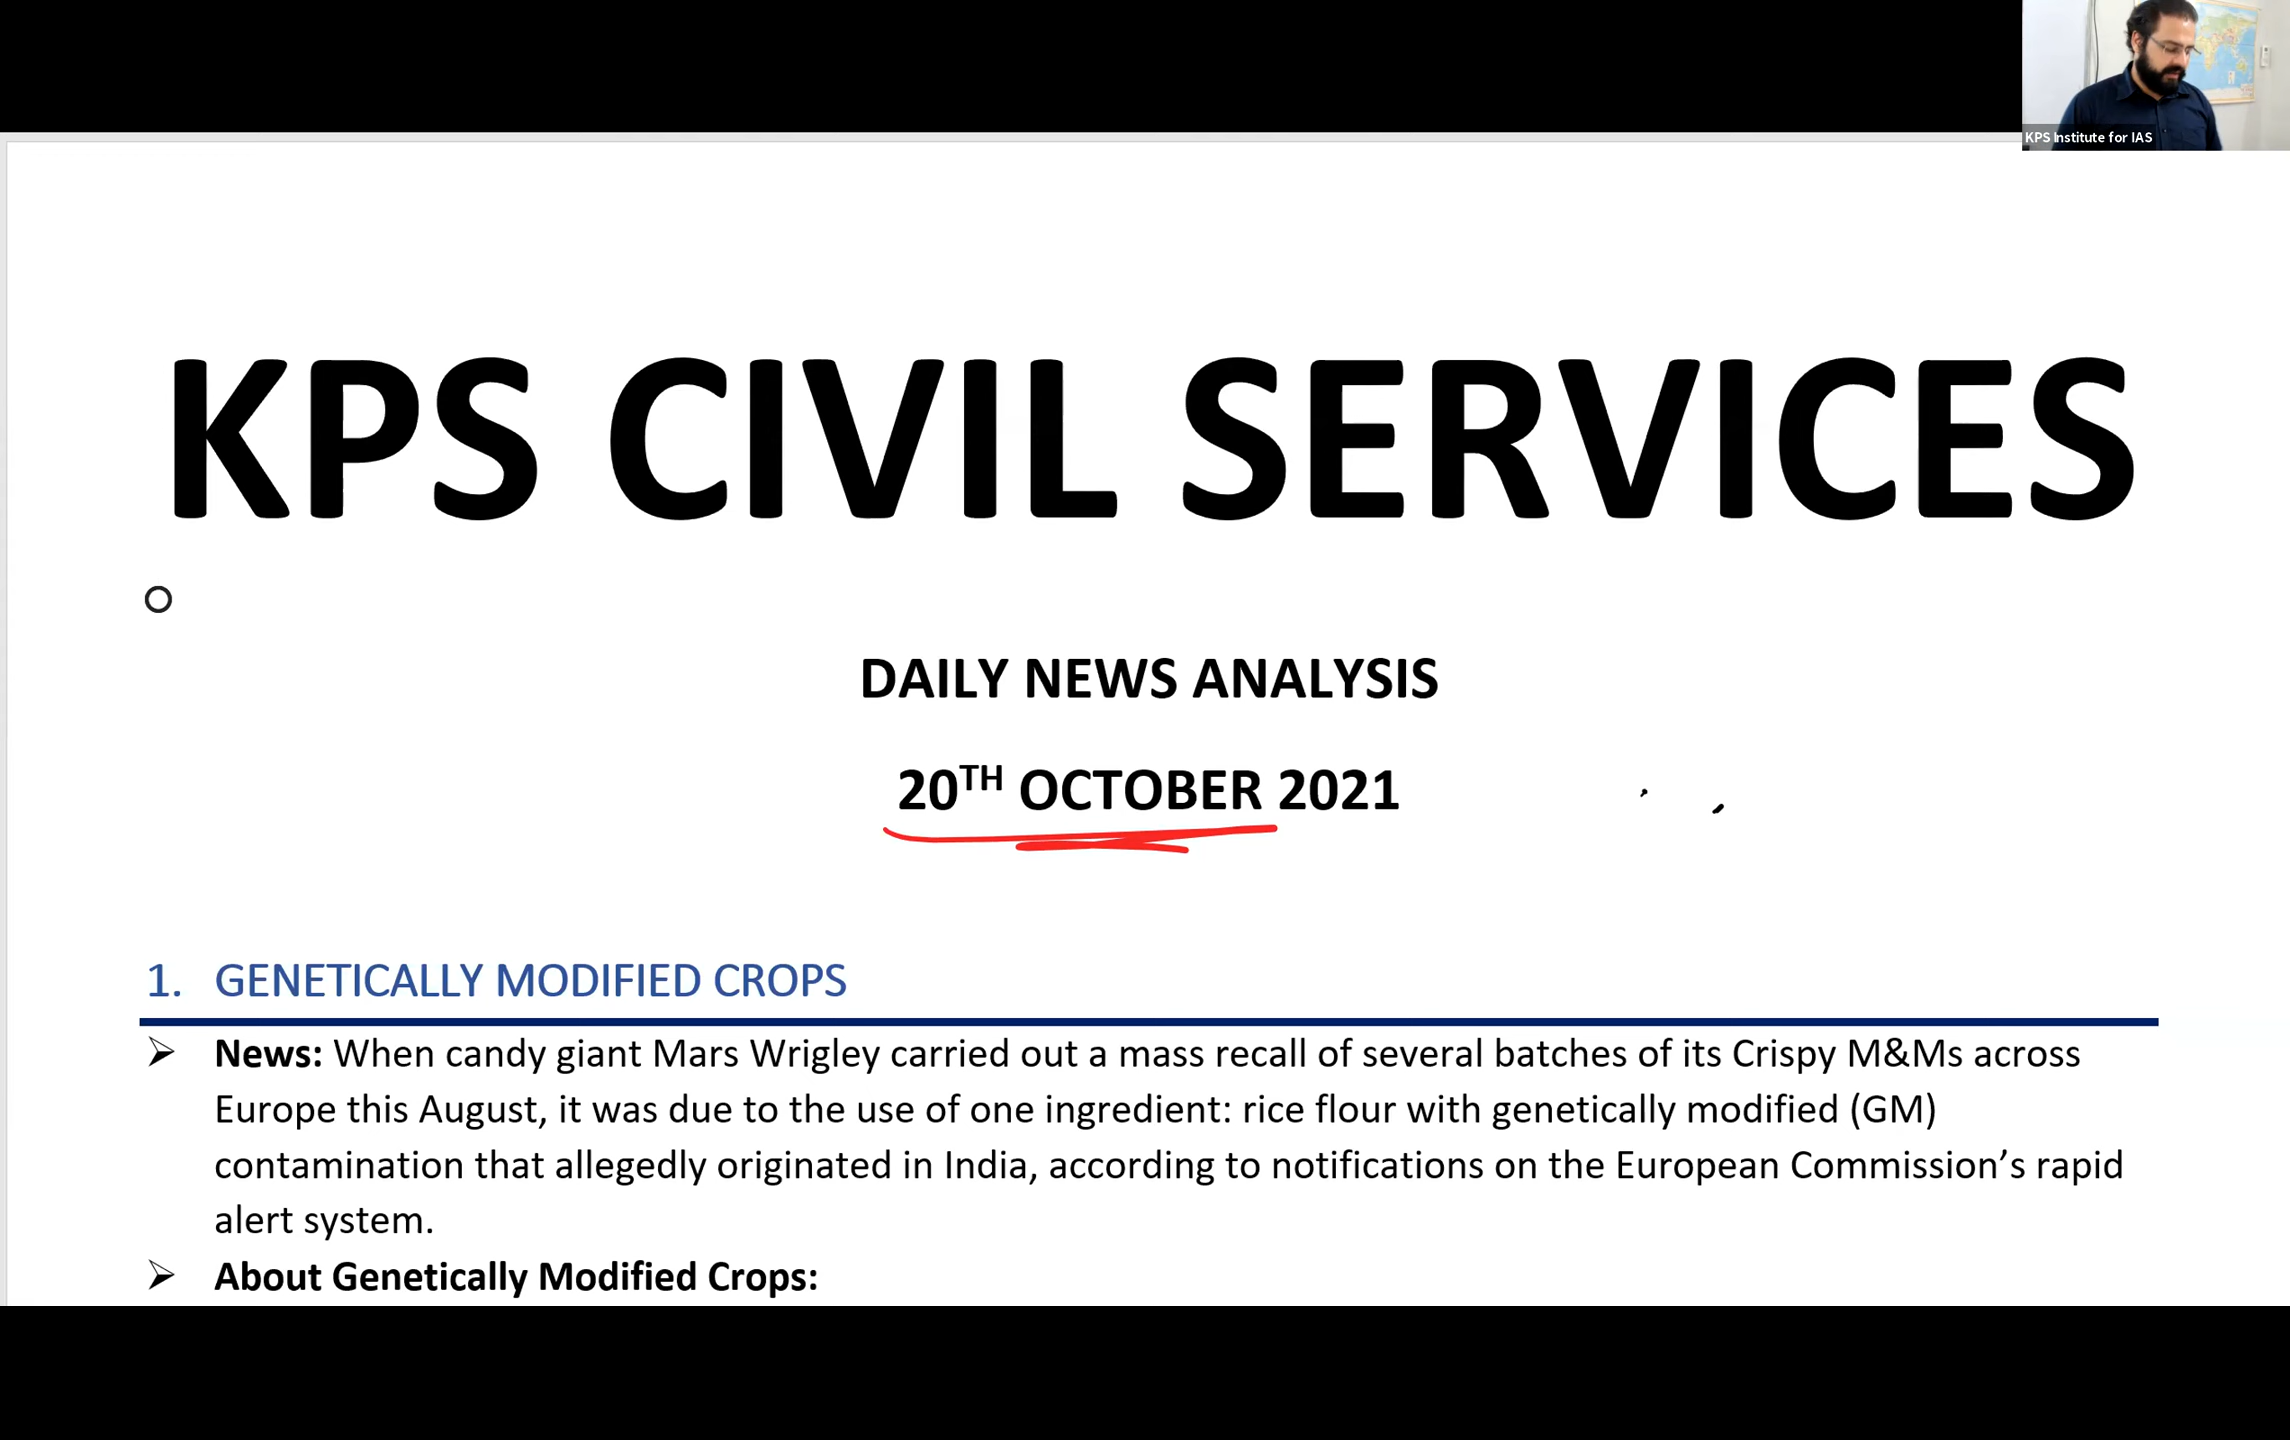 KPS Institute for IAS
KPS CIVIL SERVICES
DAILY NEWS ANALYSIS
20TH OCTOBER 2021
1. GENETICALLY MODIFIED CROPS
➢ News: When candy giant Mars Wrigley carried out a mass recall of several batches of its Crispy M&Ms across
Europe this August, it was due to the use of one ingredient: rice flour with genetically modified (GM)
contamination that allegedly originated in India, according to notifications on the European Commission’s rapid
alert system.
➢ About Genetically Modified Crops: